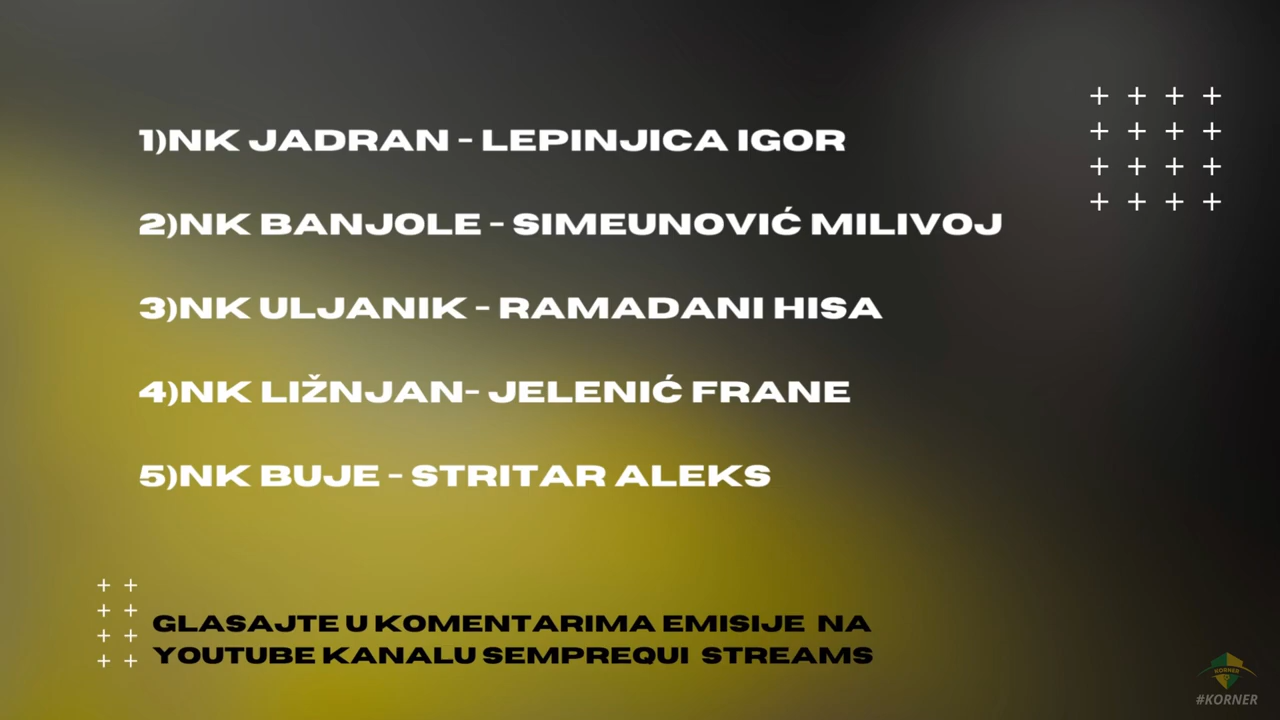 1)NK JADRAN - LEPINJICA IGOR
2)NK BANJOLE - SIMEUNOVIĆ MILIVOJ
3)NK ULJANIK - RAMADANI HISA
4)NK LIŽNJAN- JELENIĆ FRANE
5)NK BUJE - STRITAR ALEKS
GLASAJTE U KOMENTARIMA EMISIJE NA
YOUTUBE KANALU SEMPREQUI STREAMS
KORNER
#KORNER